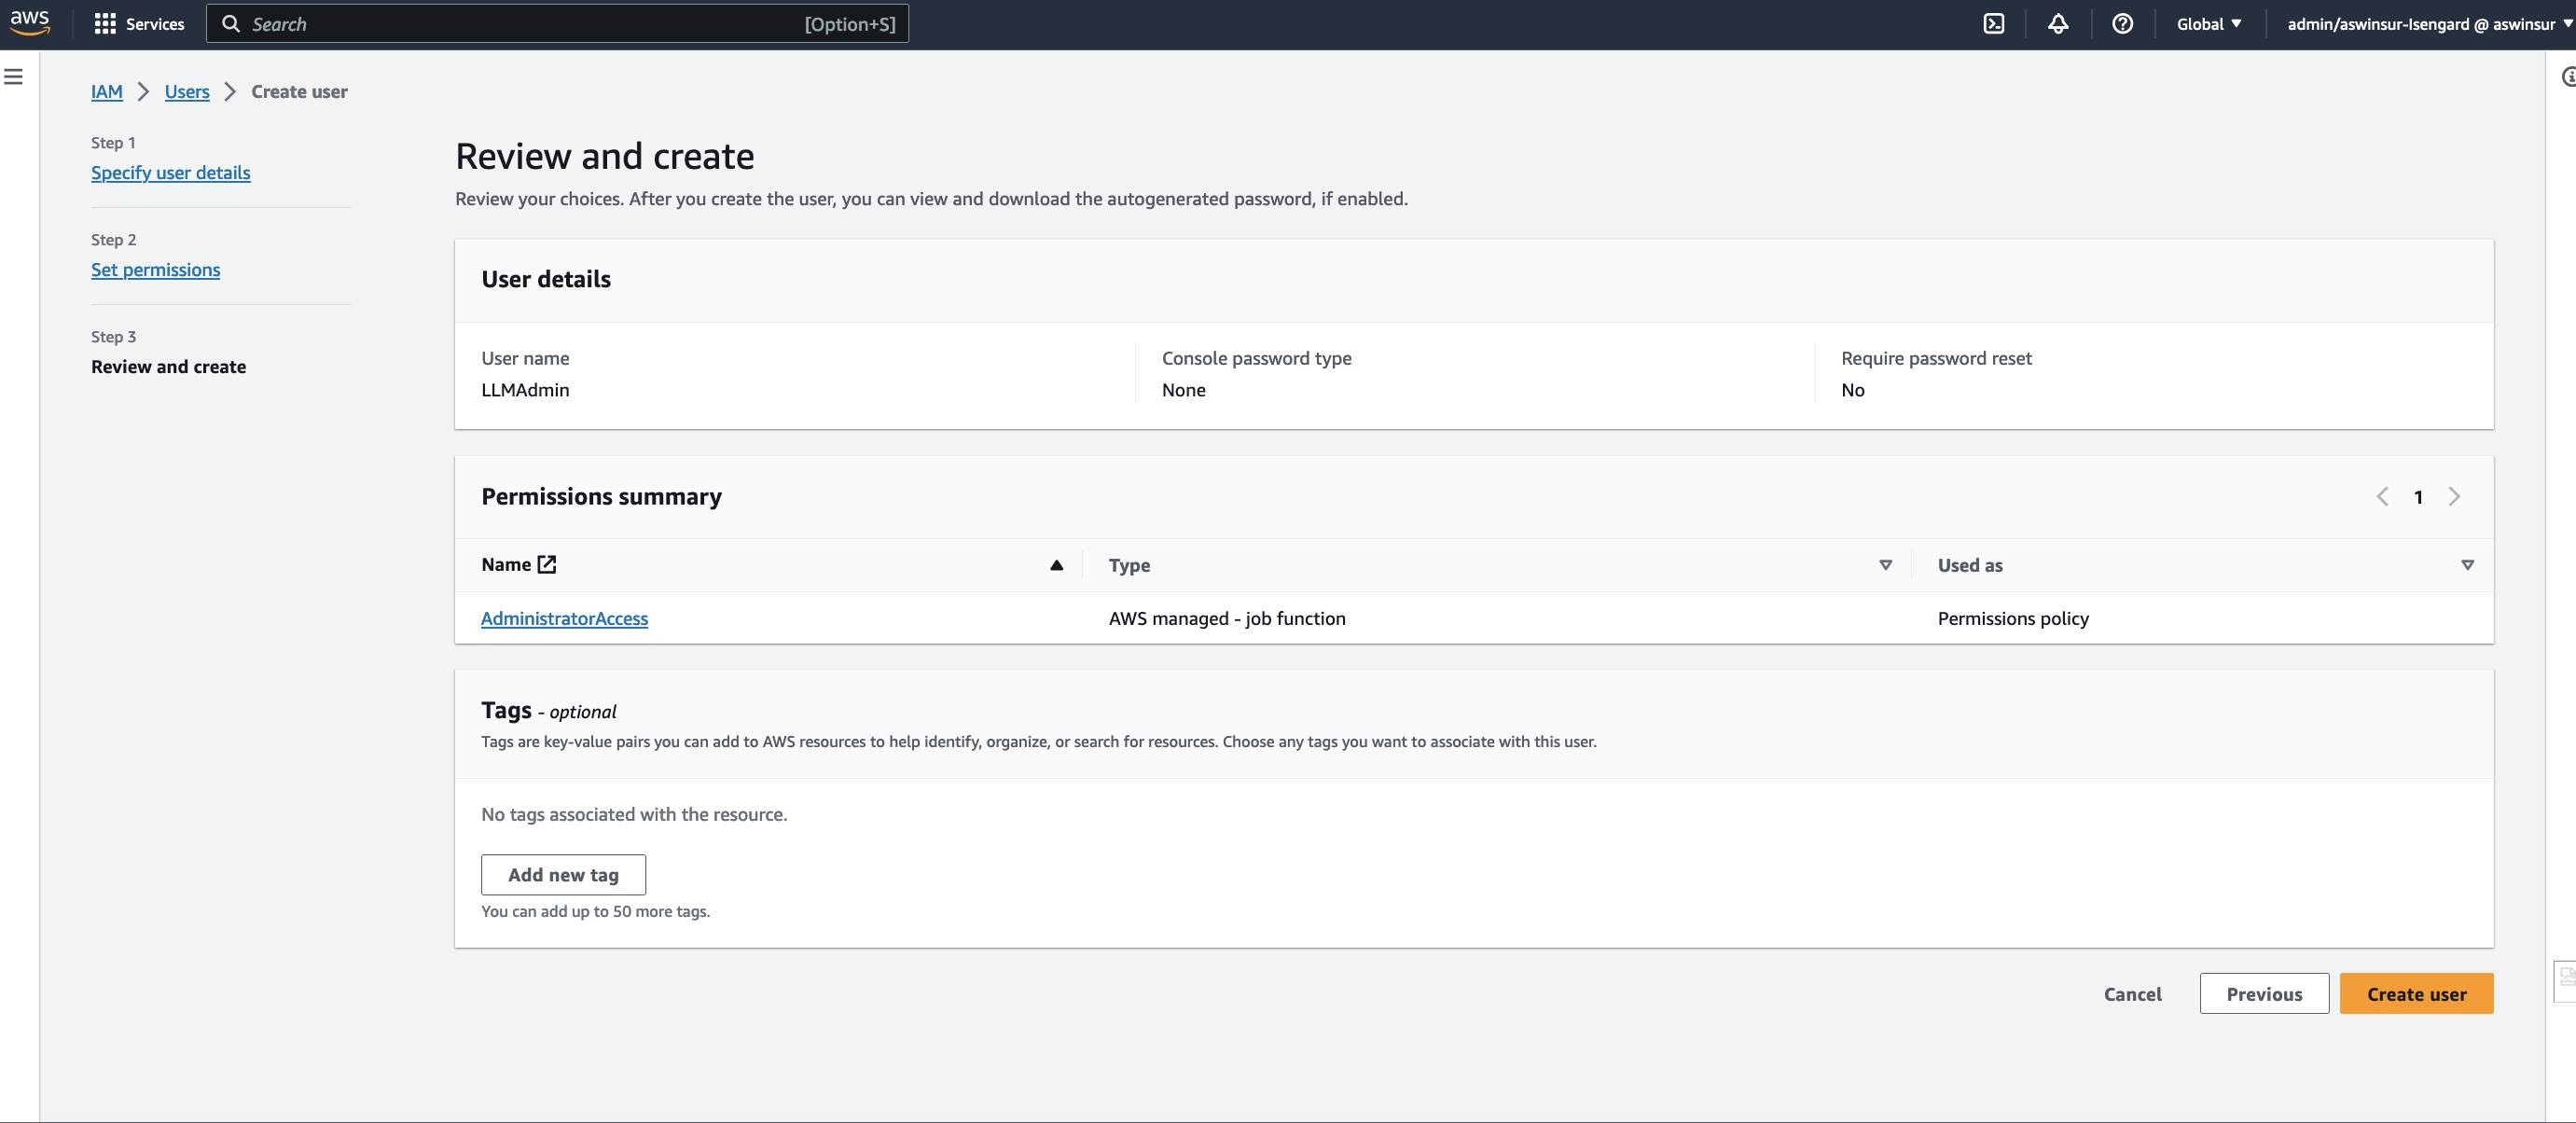 aws
Services
Search
[Option+S]
Global
admin/aswinsur-Isengard @ aswinsur
IAM
Users
Create user
Step 1
Specify user details
Step 2
Set permissions
Step 3
Review and create
Review and create
Review your choices. After you create the user, you can view and download the autogenerated password, if enabled.
User details
User name
LLMAdmin
Console password type
None
Require password reset
No
Permissions summary
1
Name
Type
Used as
AdministratorAccess
AWS managed - job function
Permissions policy
Tags - optional
Tags are key-value pairs you can add to AWS resources to help identify, organize, or search for resources. Choose any tags you want to associate with this user.
No tags associated with the resource.
Add new tag
You can add up to 50 more tags.
Cancel
Previous
Create user